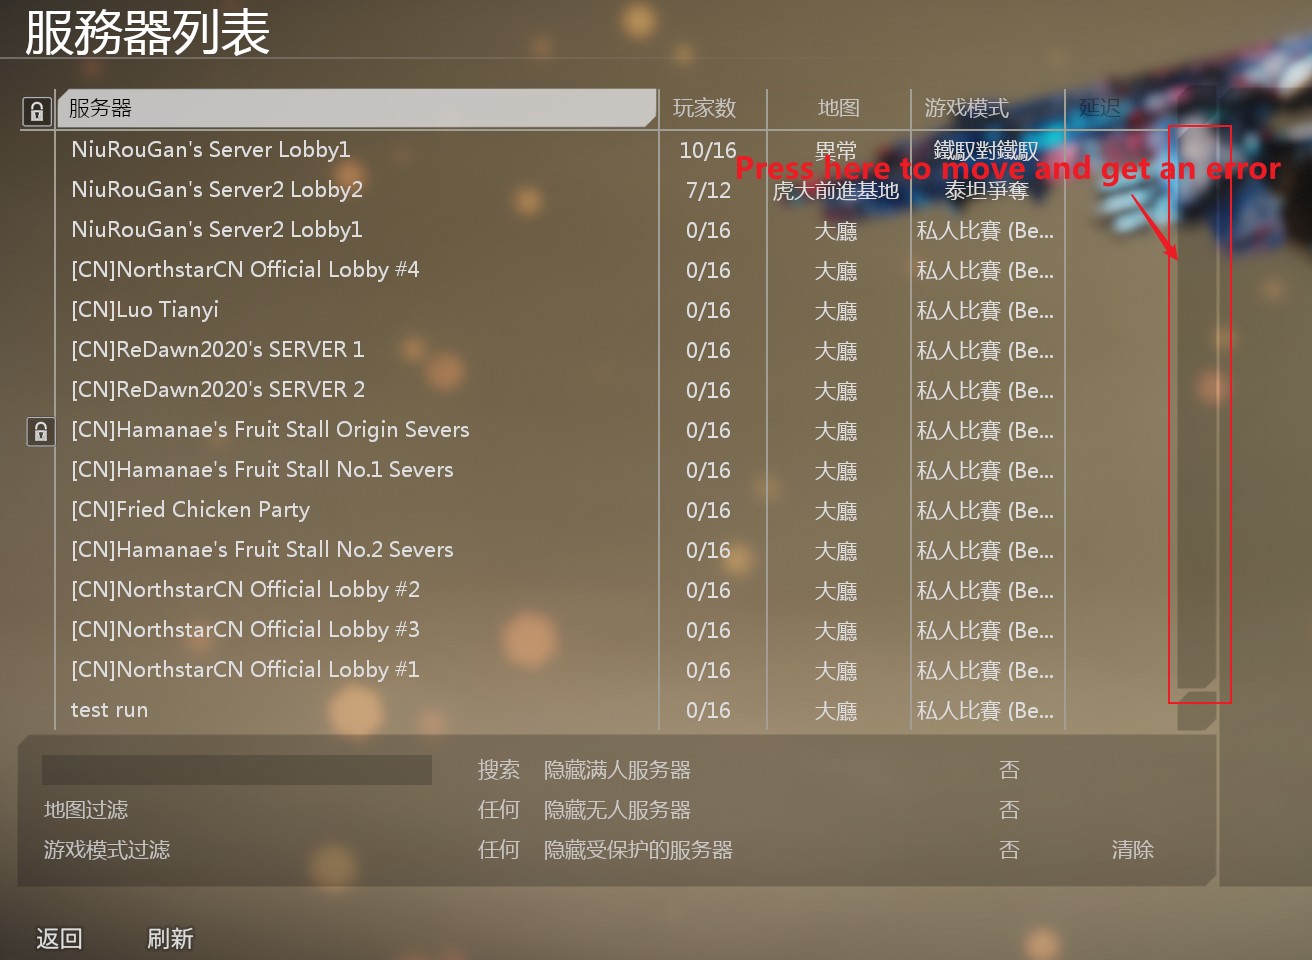 服務器列表
服务器 玩家数 地图 游戏模式 延迟
NiuRouGan's Server Lobby1 10/16 異常 鐵馭對鐵馭
Press here to move and get an error
NiuRouGan's Server2 Lobby2 7/12 虎大前進基地 泰坦爭奪
NiuRouGan's Server2 Lobby1 0/16 大廳 私人比賽 (Be...
[CN]NorthstarCN Official Lobby #4 0/16 大廳 私人比賽 (Be...
[CN]Luo Tianyi 0/16 大廳 私人比賽 (Be...
[CN]ReDawn2020's SERVER 1 0/16 大廳 私人比賽 (Be...
[CN]ReDawn2020's SERVER 2 0/16 大廳 私人比賽 (Be...
[CN]Hamanae's Fruit Stall Origin Severs 0/16 大廳 私人比賽 (Be...
[CN]Hamanae's Fruit Stall No.1 Severs 0/16 大廳 私人比賽 (Be...
[CN]Fried Chicken Party 0/16 大廳 私人比賽 (Be...
[CN]Hamanae's Fruit Stall No.2 Severs 0/16 大廳 私人比賽 (Be...
[CN]NorthstarCN Official Lobby #2 0/16 大廳 私人比賽 (Be...
[CN]NorthstarCN Official Lobby #3 0/16 大廳 私人比賽 (Be...
[CN]NorthstarCN Official Lobby #1 0/16 大廳 私人比賽 (Be...
test run 0/16 大廳 私人比賽 (Be...
搜索 隐藏满人服务器 否
地图过滤 任何 隐藏无人服务器 否
游戏模式过滤 任何 隐藏受保护的服务器 否 清除
返回 刷新